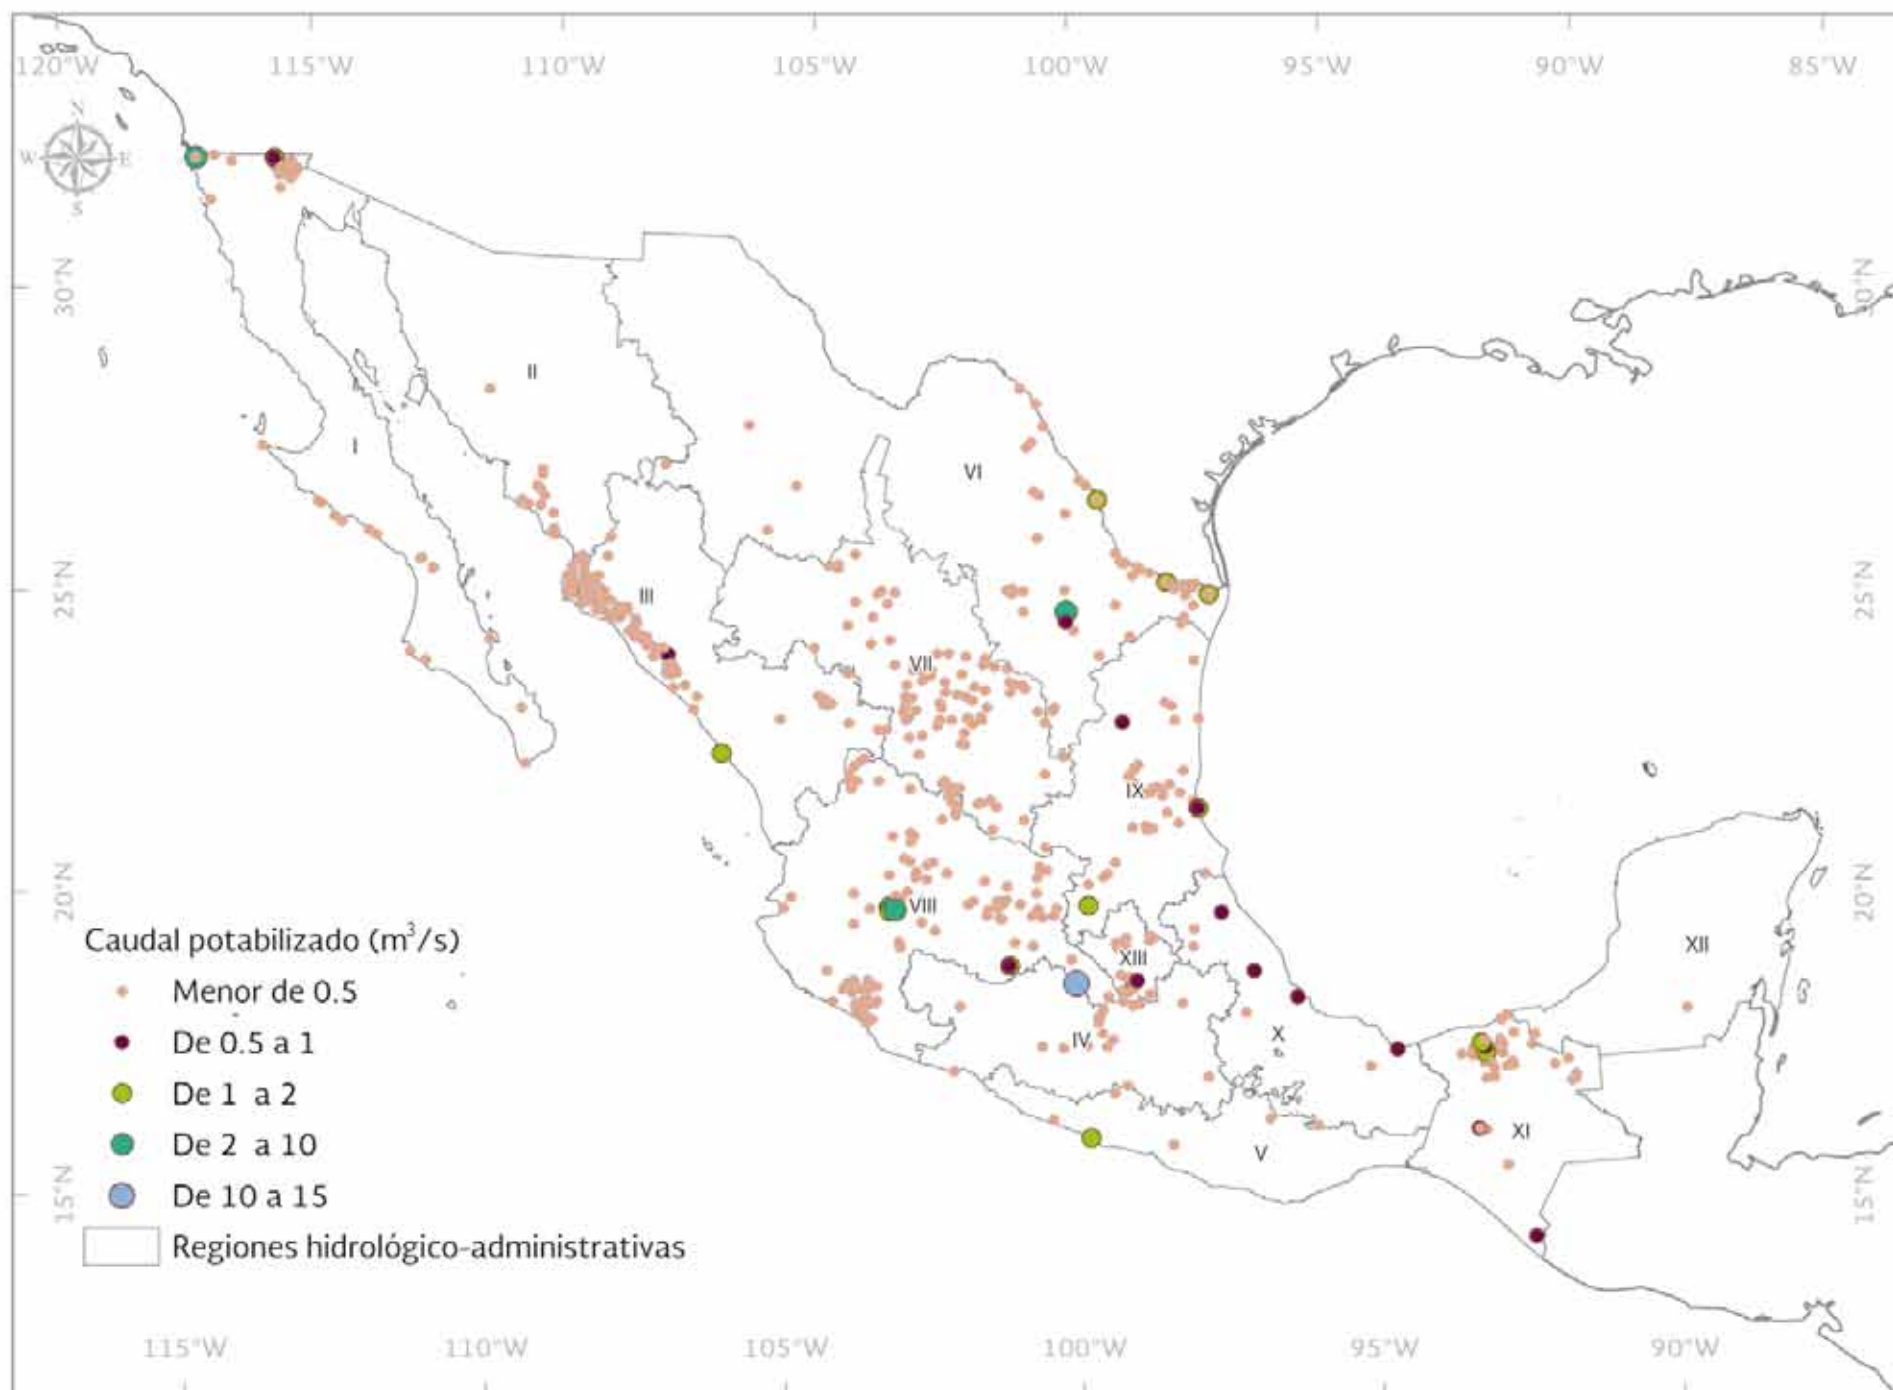 120°W 115°W 110°W 105°W 100°W 95°W 90°W 85°W
N
W E
S
30°N 30°N
II
I
VI
25°N 25°N
III
VII
IX
20°N 20°N
VIII
XII
XIII
IV
X
XI
V
15°N 15°N
Caudal potabilizado (m³/s)
Menor de 0.5
De 0.5 a 1
De 1 a 2
De 2 a 10
De 10 a 15
Regiones hidrológico-administrativas
115°W 110°W 105°W 100°W 95°W 90°W